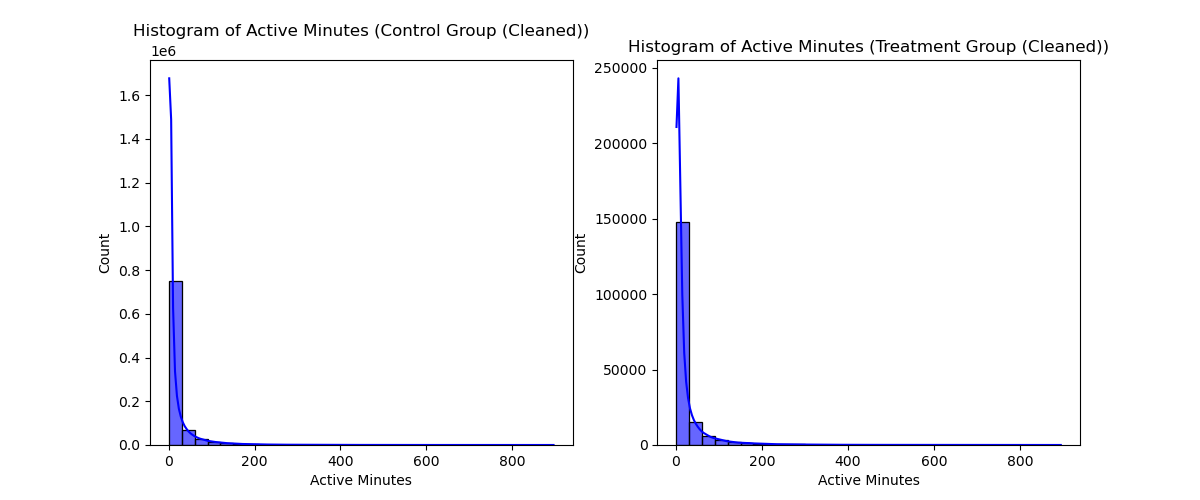 Histogram of Active Minutes (Control Group (Cleaned))
1e6
1.6
1.4
1.2
1.0
0.8
0.6
0.4
0.2
0.0
Count
0 200 400 600 800
Active Minutes
Histogram of Active Minutes (Treatment Group (Cleaned))
250000
200000
150000
100000
50000
0
Count
0 200 400 600 800
Active Minutes